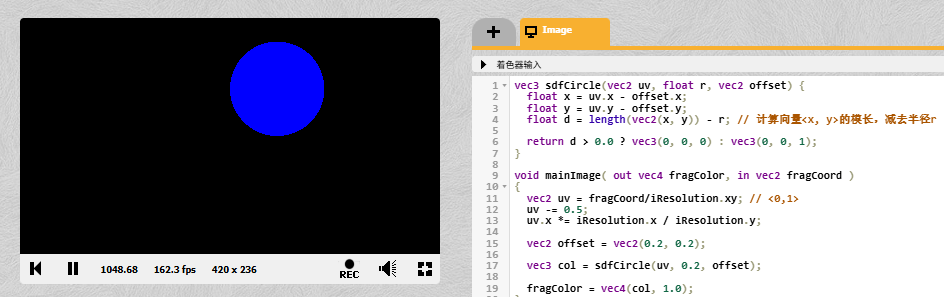 Image
着色器输入
1 vec3 sdfCircle(vec2 uv, float r, vec2 offset) {
2 float x = uv.x - offset.x;
3 float y = uv.y - offset.y;
4 float d = length(vec2(x, y)) - r; // 计算向量<x, y>的模长，减去半径r
5
6 return d > 0.0 ? vec3(0, 0, 0) : vec3(0, 0, 1);
7 }
8
9 void mainImage( out vec4 fragColor, in vec2 fragCoord )
10 {
11 vec2 uv = fragCoord/iResolution.xy; // <0,1>
12 uv -= 0.5;
13 uv.x *= iResolution.x / iResolution.y;
14
15 vec2 offset = vec2(0.2, 0.2);
16
17 vec3 col = sdfCircle(uv, 0.2, offset);
18
19 fragColor = vec4(col, 1.0);
1048.68 162.3 fps 420 x 236 REC